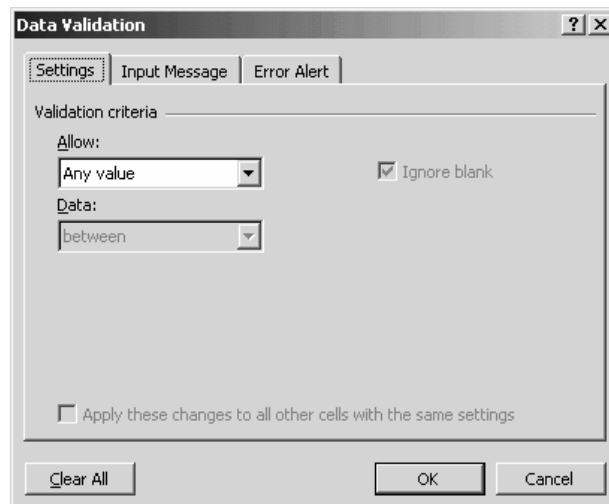 Data Validation
Settings Input Message Error Alert
Validation criteria
Allow:
Any value Ignore blank
Data:
between
Apply these changes to all other cells with the same settings
Clear All OK Cancel